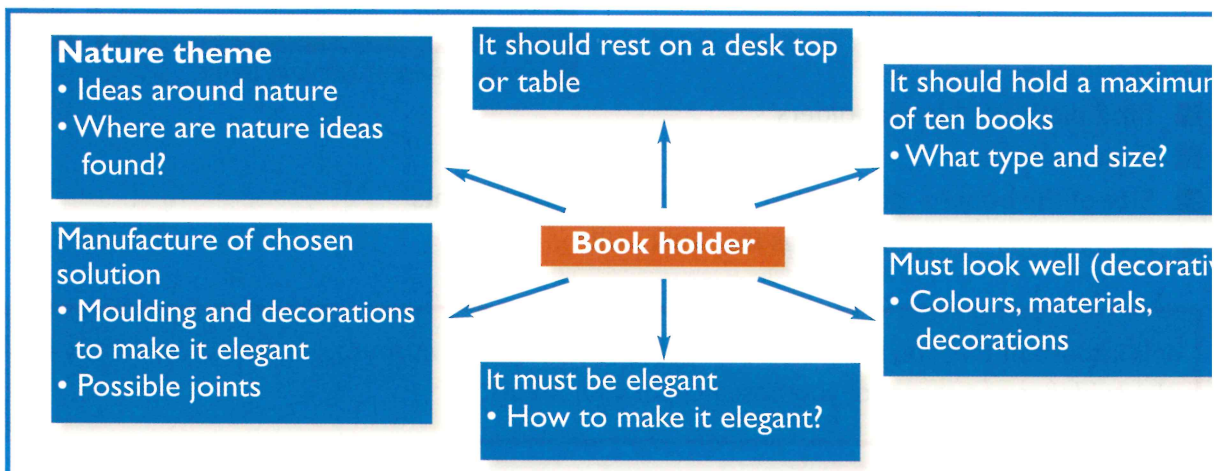 Nature theme
• Ideas around nature
• Where are nature ideas
found?
It should rest on a desk top
or table
It should hold a maximum
of ten books
• What type and size?
Book holder
Manufacture of chosen
solution
• Moulding and decorations
to make it elegant
• Possible joints
It must be elegant
• How to make it elegant?
Must look well (decorativ
• Colours, materials,
decorations